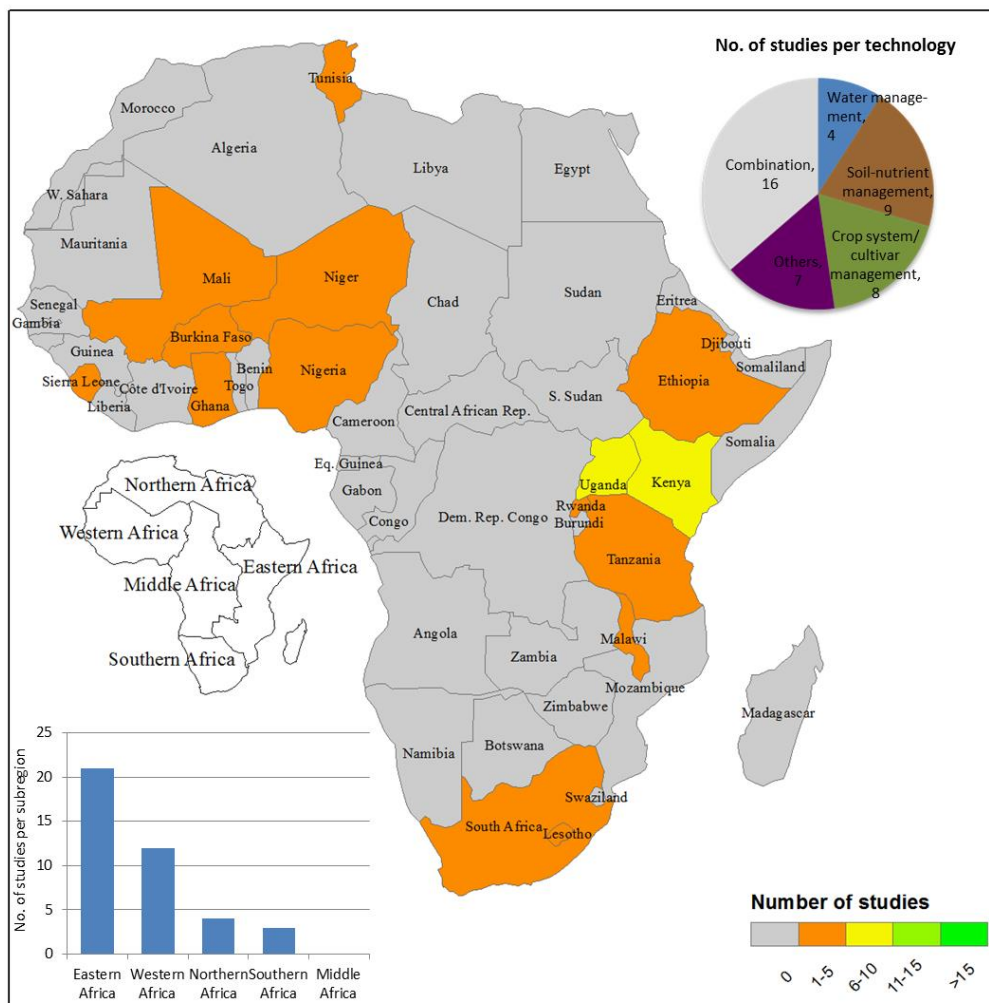 No. of studies per technology
Water manage-
ment,
4
Soil-nutrient
management,
9
Crop system/
cultivar
management,
8
Others,
7
Combination,
16
Tunisia
Morocco
Algeria
Libya
Egypt
W. Sahara
Mauritania
Mali
Niger
Chad
Sudan
Eritrea
Senegal
Gambia
Burkina Faso
Djibouti
Guinea
Benin
Nigeria
Somaliland
Sierra Leone
Côte d'Ivoire
Togo
Ethiopia
Liberia
Ghana
Central African Rep.
S. Sudan
Cameroon
Somalia
Eq. Guinea
Uganda
Kenya
Gabon
Rwanda
Congo
Dem. Rep. Congo
Burundi
Tanzania
Angola
Malawi
Zambia
Mozambique
Zimbabwe
Madagascar
Namibia
Botswana
Swaziland
South Africa
Lesotho
Northern Africa
Western Africa
Eastern Africa
Middle Africa
Southern Africa
No. of studies per subregion
25
20
15
10
5
0
Eastern
Africa
Western
Africa
Northern
Africa
Southern
Africa
Middle
Africa
Number of studies
0
1-5
6-10
11-15
>15